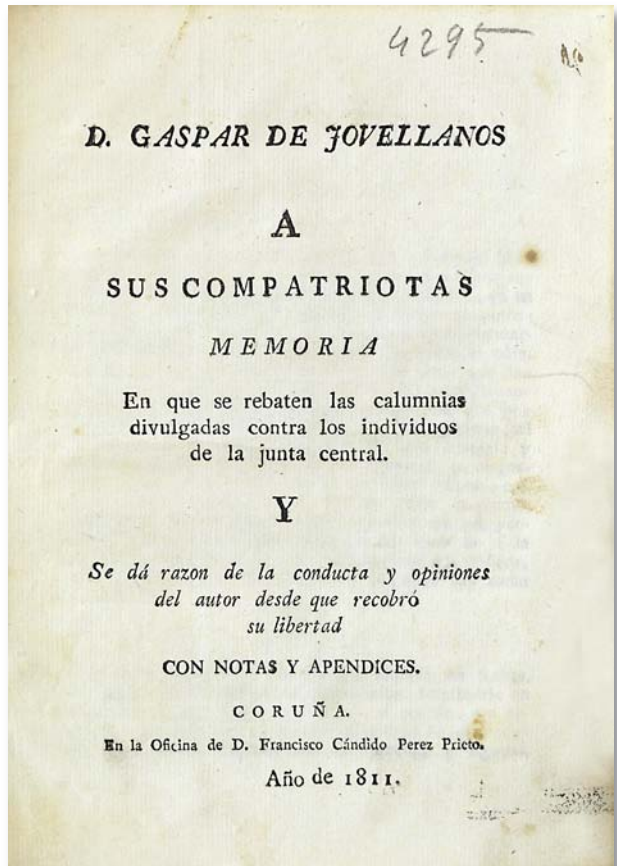 4295
D. GASPAR DE JOVELLANOS
A
SUS COMPATRIOTAS
MEMORIA
En que se rebaten las calumnias
divulgadas contra los individuos
de la junta central.
Y
Se dá razon de la conducta y opiniones
del autor desde que recobró
su libertad
CON NOTAS Y APENDICES.
CORUÑA.
En la Oficina de D. Francisco Cándido Perez Prieto.
Año de 1811.